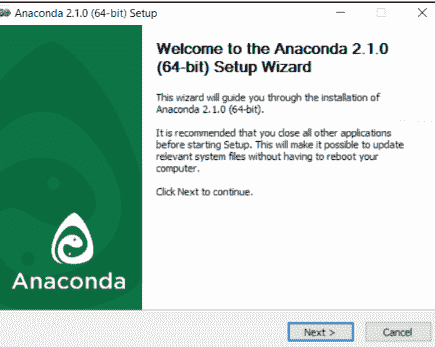 Anaconda 2.1.0 (64-bit) Setup
Welcome to the Anaconda 2.1.0
(64-bit) Setup Wizard
This wizard will guide you through the installation of
Anaconda 2.1.0 (64-bit).
It is recommended that you close all other applications
before starting Setup. This will make it possible to update
relevant system files without having to reboot your
computer.
Click Next to continue.
Anaconda
Next >
Cancel